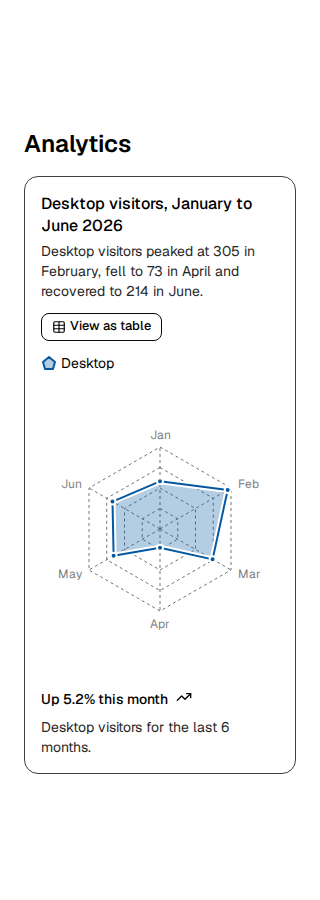 Analytics
Desktop visitors, January to
June 2026
Desktop visitors peaked at 305 in
February, fell to 73 in April and
recovered to 214 in June.
View as table
Desktop
Jan
Feb
Mar
Apr
May
Jun
Up 5.2% this month
Desktop visitors for the last 6
months.